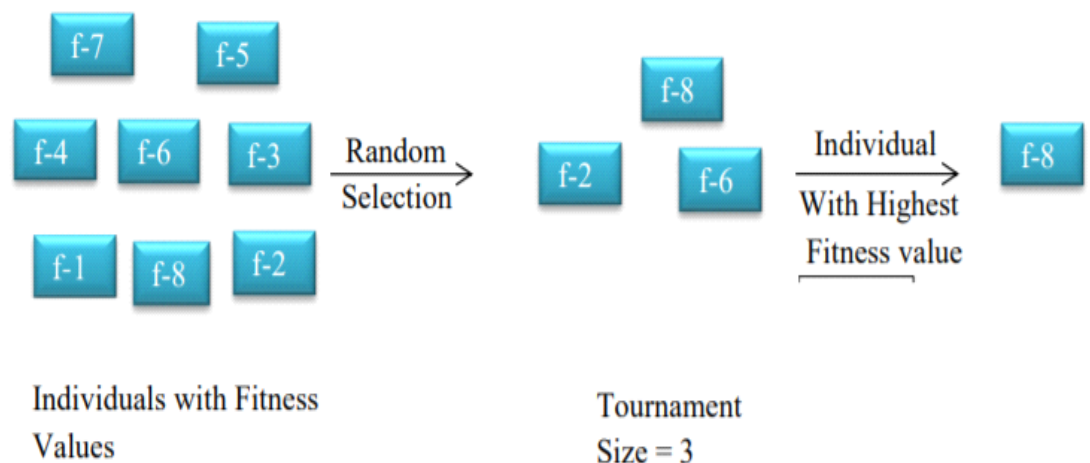 f-7
f-5
f-4
f-6
f-3
f-1
f-8
f-2
Random
Selection
f-8
f-2
f-6
Individual
With Highest
Fitness value
f-8
Individuals with Fitness
Values
Tournament
Size = 3